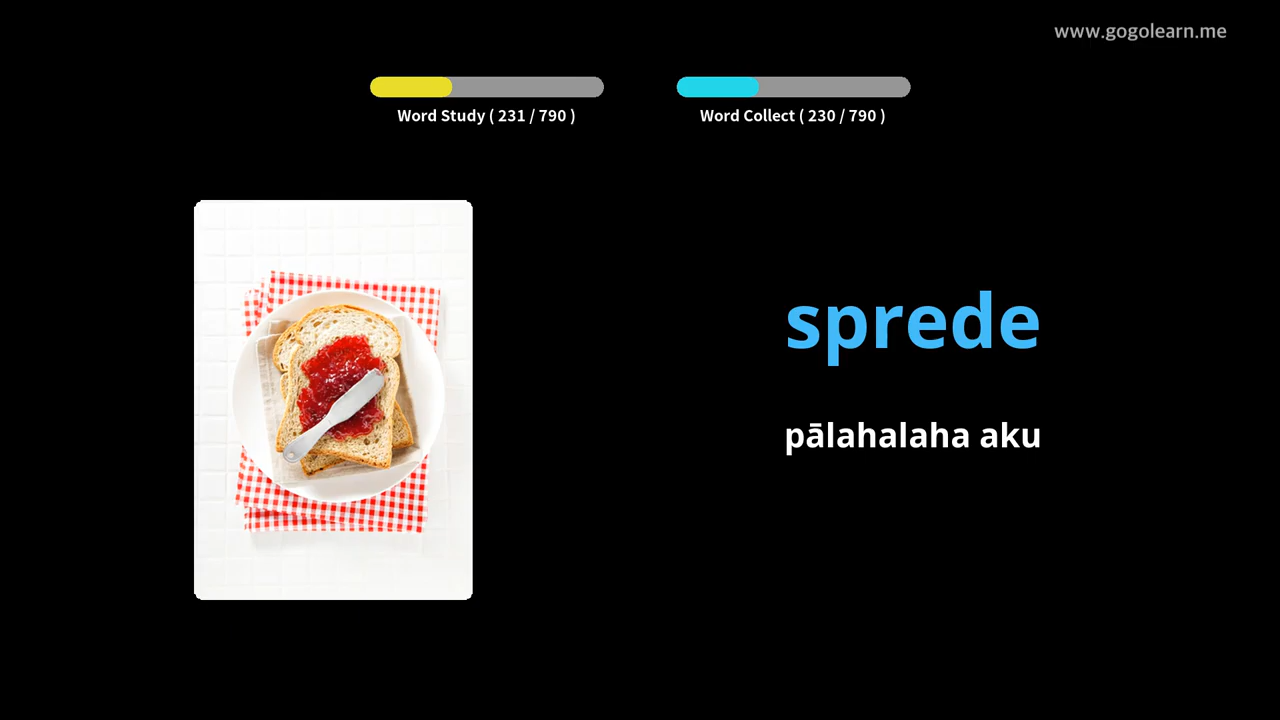 www.gogolearn.me
Word Study ( 231 / 790 )
Word Collect ( 230 / 790 )
sprede
pālahalaha aku